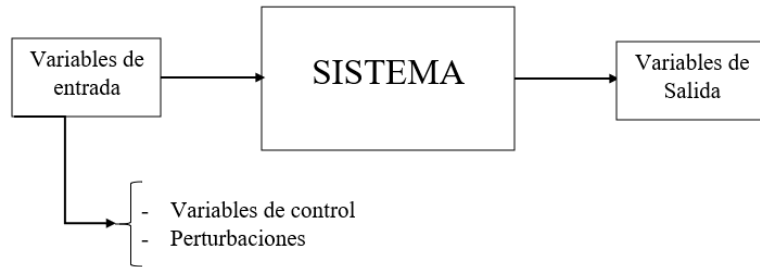 Variables de
entrada
SISTEMA
Variables de
Salida
- Variables de control
- Perturbaciones